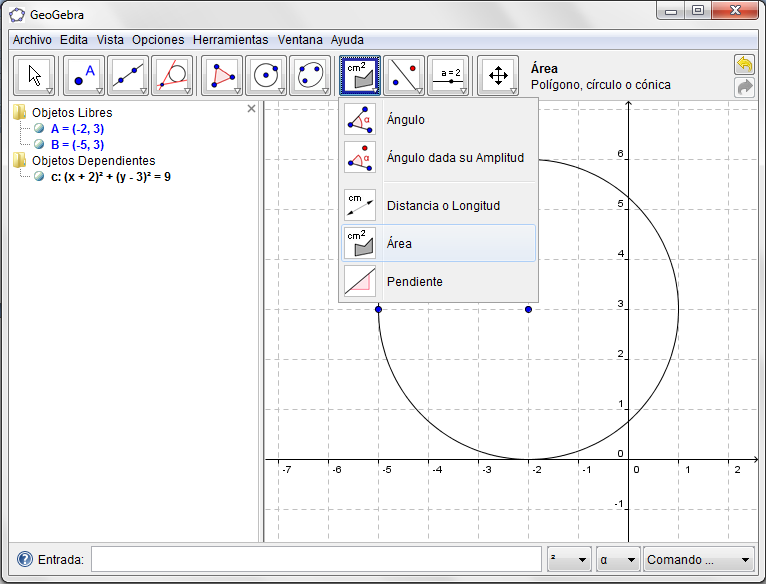 GeoGebra
Archivo Edita Vista Opciones Herramientas Ventana Ayuda
A
cm²
a = 2
Área
Polígono, círculo o cónica
Objetos Libres
A = (-2, 3)
B = (-5, 3)
Objetos Dependientes
c: (x + 2)² + (y - 3)² = 9
α Ángulo
α Ángulo dada su Amplitud
cm Distancia o Longitud
cm² Área
Pendiente
6
5
4
3
2
1
0
-7 -6 -5 -4 -3 -2 -1 0 1 2
-1
Entrada: ² α Comando ...